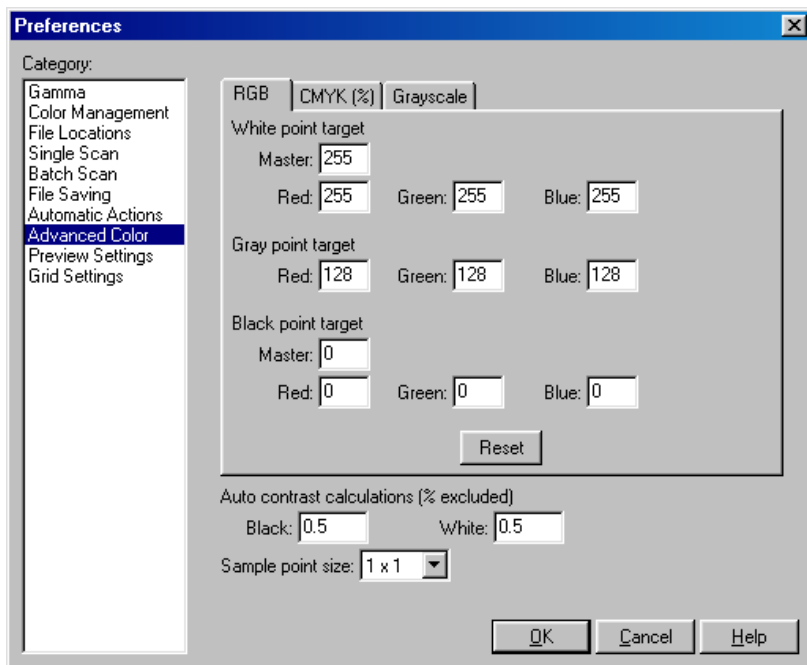 Preferences
Category:
Gamma
Color Management
File Locations
Single Scan
Batch Scan
File Saving
Automatic Actions
Advanced Color
Preview Settings
Grid Settings
RGB CMYK (%) Grayscale
White point target
Master: 255
Red: 255 Green: 255 Blue: 255
Gray point target
Red: 128 Green: 128 Blue: 128
Black point target
Master: 0
Red: 0 Green: 0 Blue: 0
Reset
Auto contrast calculations (% excluded)
Black: 0.5 White: 0.5
Sample point size: 1 x 1
OK Cancel Help